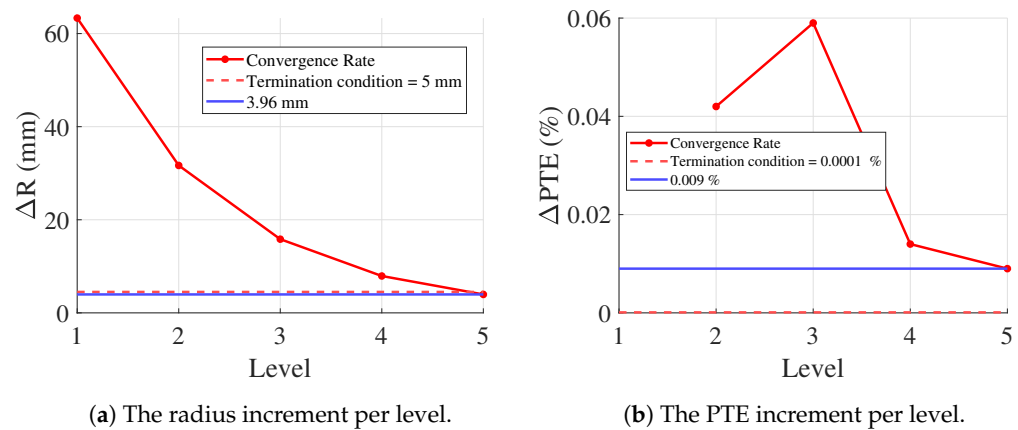 60
40
20
0
1
2
3
4
5
ΔR (mm)
Level
Convergence Rate
Termination condition = 5 mm
3.96 mm
(a) The radius increment per level.
0.06
0.04
0.02
0
1
2
3
4
5
ΔPTE (%)
Level
Convergence Rate
Termination condition = 0.0001 %
0.009 %
(b) The PTE increment per level.